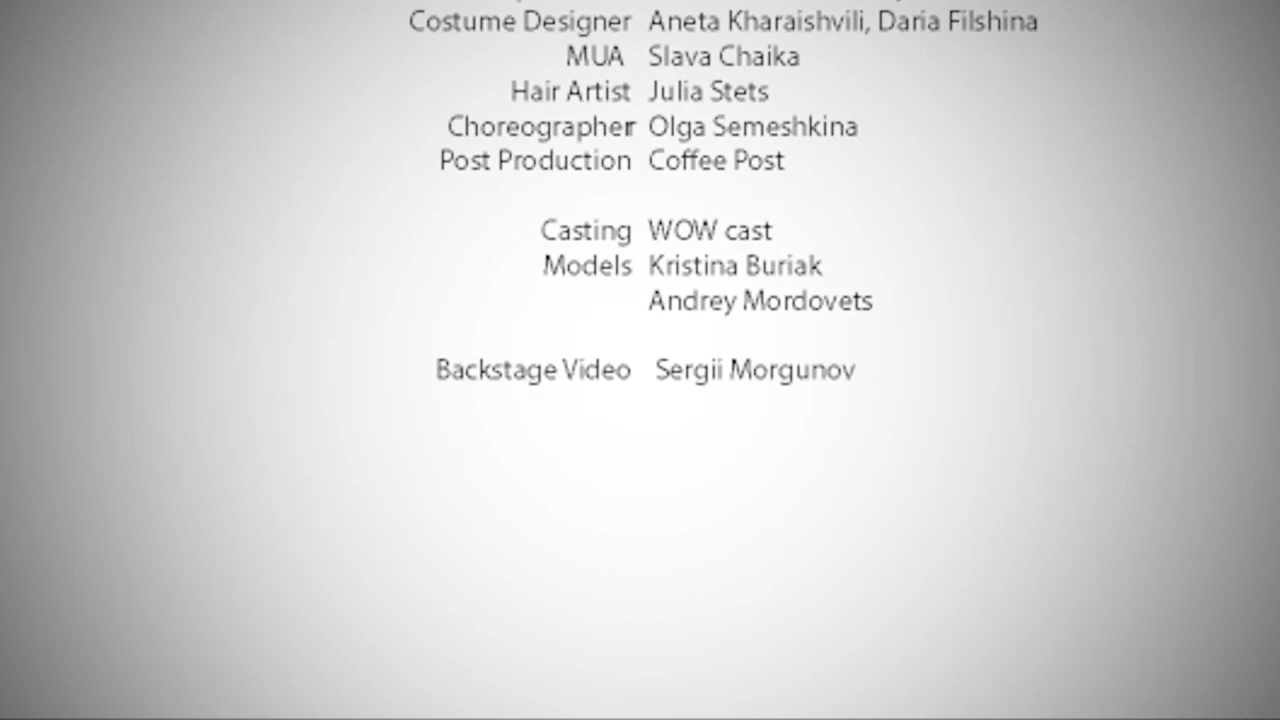 Costume Designer Aneta Kharaishvili, Daria Filshina
MUA Slava Chaika
Hair Artist Julia Stets
Choreographer Olga Semeshkina
Post Production Coffee Post
Casting WOW cast
Models Kristina Buriak
Andrey Mordovets
Backstage Video Sergii Morgunov